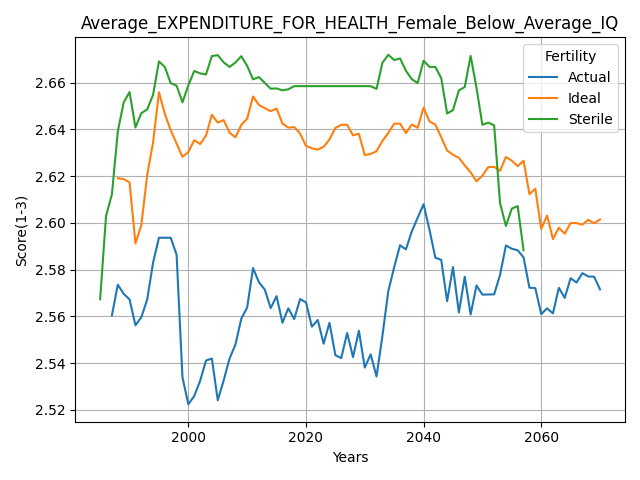 Average_EXPENDITURE_FOR_HEALTH_Female_Below_Average_IQ
Fertility
Actual
Ideal
Sterile
Score(1-3)
2.66
2.64
2.62
2.60
2.58
2.56
2.54
2.52
2000
2020
2040
2060
Years